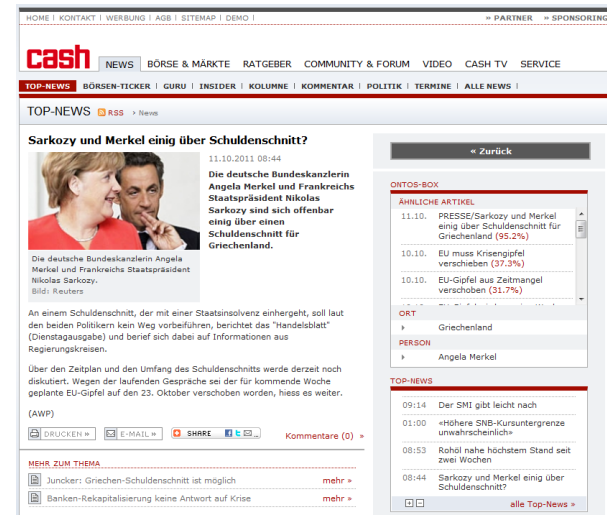 HOME | KONTAKT | WERBUNG | AGB | SITEMAP | DEMO |
» PARTNER » SPONSORING
cash
NEWS BÖRSE & MÄRKTE RATGEBER COMMUNITY & FORUM VIDEO CASH TV SERVICE
TOP-NEWS BÖRSEN-TICKER | GURU | INSIDER | KOLUMNE | KOMMENTAR | POLITIK | TERMINE | ALLE NEWS |
TOP-NEWS RSS › News
Sarkozy und Merkel einig über Schuldenschnitt?
11.10.2011 08:44
Die deutsche Bundeskanzlerin
Angela Merkel und Frankreichs
Staatspräsident Nikolas
Sarkozy sind sich offenbar
einig über einen
Schuldenschnitt für
Griechenland.
Die deutsche Bundeskanzlerin Angela
Merkel und Frankreichs Staatspräsident
Nikolas Sarkozy.
Bild: Reuters
An einem Schuldenschnitt, der mit einer Staatsinsolvenz einhergeht, soll laut
den beiden Politikern kein Weg vorbeiführen, berichtet das "Handelsblatt"
(Dienstagausgabe) und berief sich dabei auf Informationen aus
Regierungskreisen.
Über den Zeitplan und den Umfang des Schuldenschnitts werde derzeit noch
diskutiert. Wegen der laufenden Gespräche sei der für kommende Woche
geplante EU-Gipfel auf den 23. Oktober verschoben worden, hiess es weiter.
(AWP)
DRUCKEN » E-MAIL » SHARE ...
Kommentare (0) »
MEHR ZUM THEMA
Juncker: Griechen-Schuldenschnitt ist möglich mehr »
Banken-Rekapitalisierung keine Antwort auf Krise mehr »
« Zurück
ONTOS-BOX
ÄHNLICHE ARTIKEL
11.10. PRESSE/Sarkozy und Merkel
einig über Schuldenschnitt für
Griechenland (95.2%)
10.10. EU muss Krisengipfel
verschieben (37.3%)
10.10. EU-Gipfel aus Zeitmangel
verschoben (31.7%)
ORT
Griechenland
PERSON
Angela Merkel
TOP-NEWS
09:14 Der SMI gibt leicht nach
01:00 «Höhere SNB-Kursuntergrenze
unwahrscheinlich»
08:53 Rohöl nahe höchstem Stand seit
zwei Wochen
08:44 Sarkozy und Merkel einig über
Schuldenschnitt?
alle Top-News »